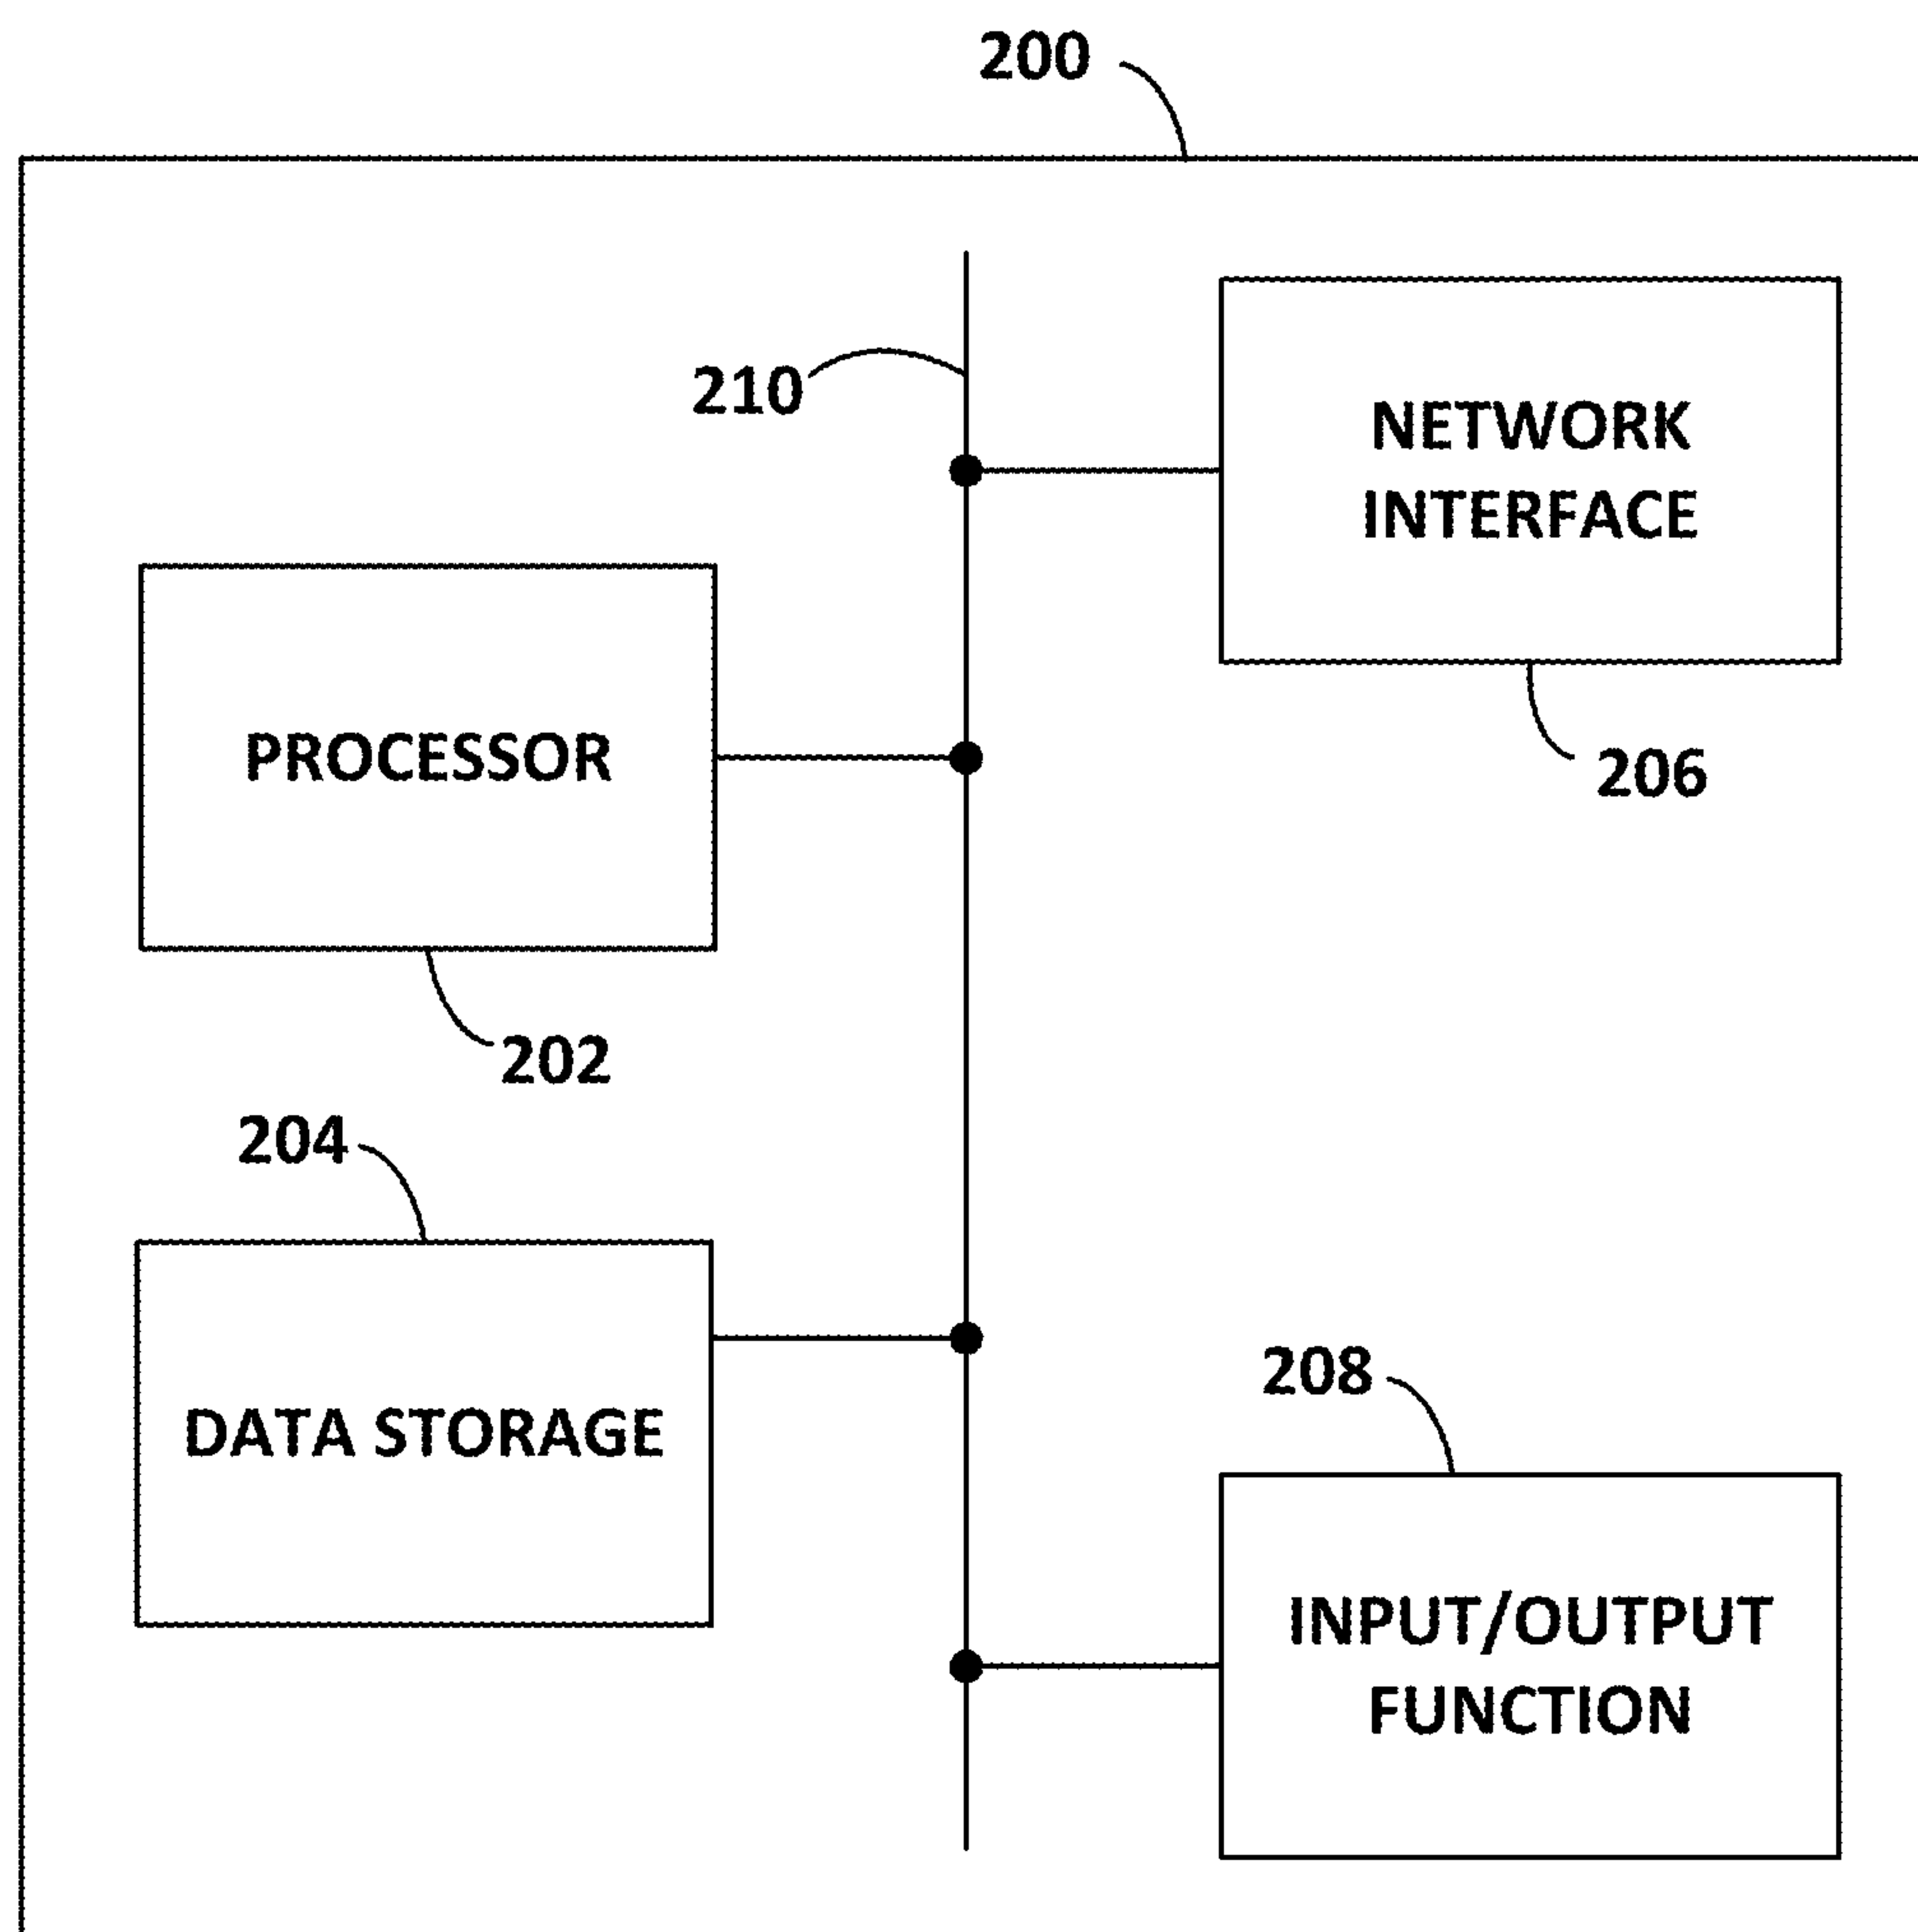 200
210
NETWORK
INTERFACE
PROCESSOR
206
202
204
208
DATA STORAGE
INPUT/OUTPUT
FUNCTION